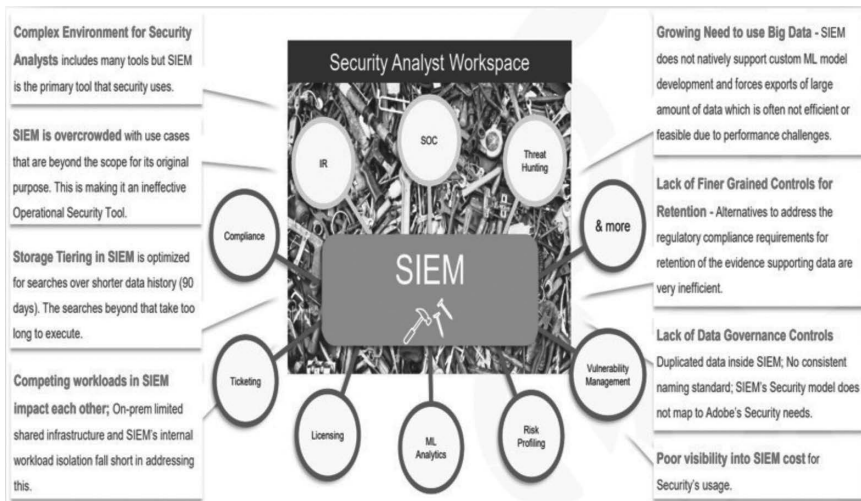 Complex Environment for Security
Analysts includes many tools but SIEM
is the primary tool that security uses.
SIEM is overcrowded with use cases
that are beyond the scope for its original
purpose. This is making it an ineffective
Operational Security Tool.
Storage Tiering in SIEM is optimized
for searches over shorter data history (90
days). The searches beyond that take too
long to execute.
Competing workloads in SIEM
impact each other; On-prem limited
shared infrastructure and SIEM's internal
workload isolation fall short in addressing
this.
Security Analyst Workspace
IR
SOC
Threat
Hunting
Compliance
& more
SIEM
Ticketing
Vulnerability
Management
Licensing
ML
Analytics
Risk
Profiling
Growing Need to use Big Data - SIEM
does not natively support custom ML model
development and forces exports of large
amount of data which is often not efficient or
feasible due to performance challenges.
Lack of Finer Grained Controls for
Retention - Alternatives to address the
regulatory compliance requirements for
retention of the evidence supporting data are
very inefficient.
Lack of Data Governance Controls
Duplicated data inside SIEM; No consistent
naming standard; SIEM's Security model does
not map to Adobe's Security needs.
Poor visibility into SIEM cost for
Security's usage.